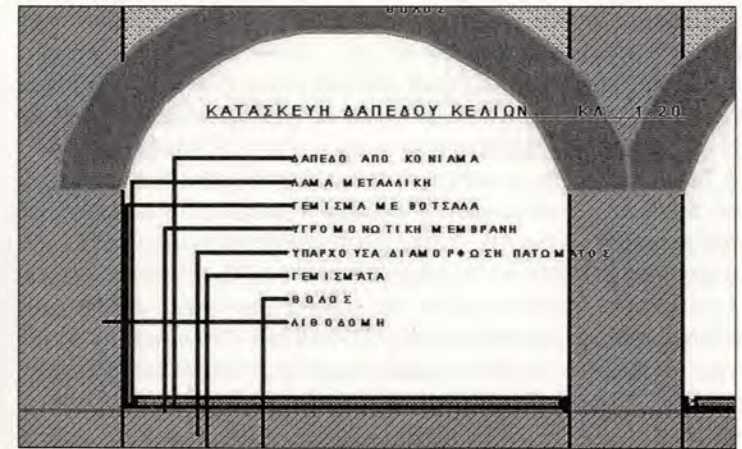 ΘΟΛΟΣ
ΚΑΤΑΣΚΕΥΗ ΔΑΠΕΔΟΥ ΚΕΛΙΩΝ ΚΛ. 1 20
ΔΑΠΕΔΟ ΑΠΟ ΚΟΝΙΑΜΑ
ΛΑΜΑ ΜΕΤΑΛΛΙΚΗ
ΓΕΜΙΣΜΑ ΜΕ ΒΟΤΣΑΛΑ
ΥΓΡΟΜΟΝΩΤΙΚΗ ΜΕΜΒΡΑΝΗ
ΥΠΑΡΧΟΥΣΑ ΔΙΑΜΟΡΦΩΣΗ ΠΑΤΩΜΑΤΟΣ
ΓΕΜΙΣΜΑΤΑ
ΘΟΛΟΣ
ΛΙΘΟΔΟΜΗ